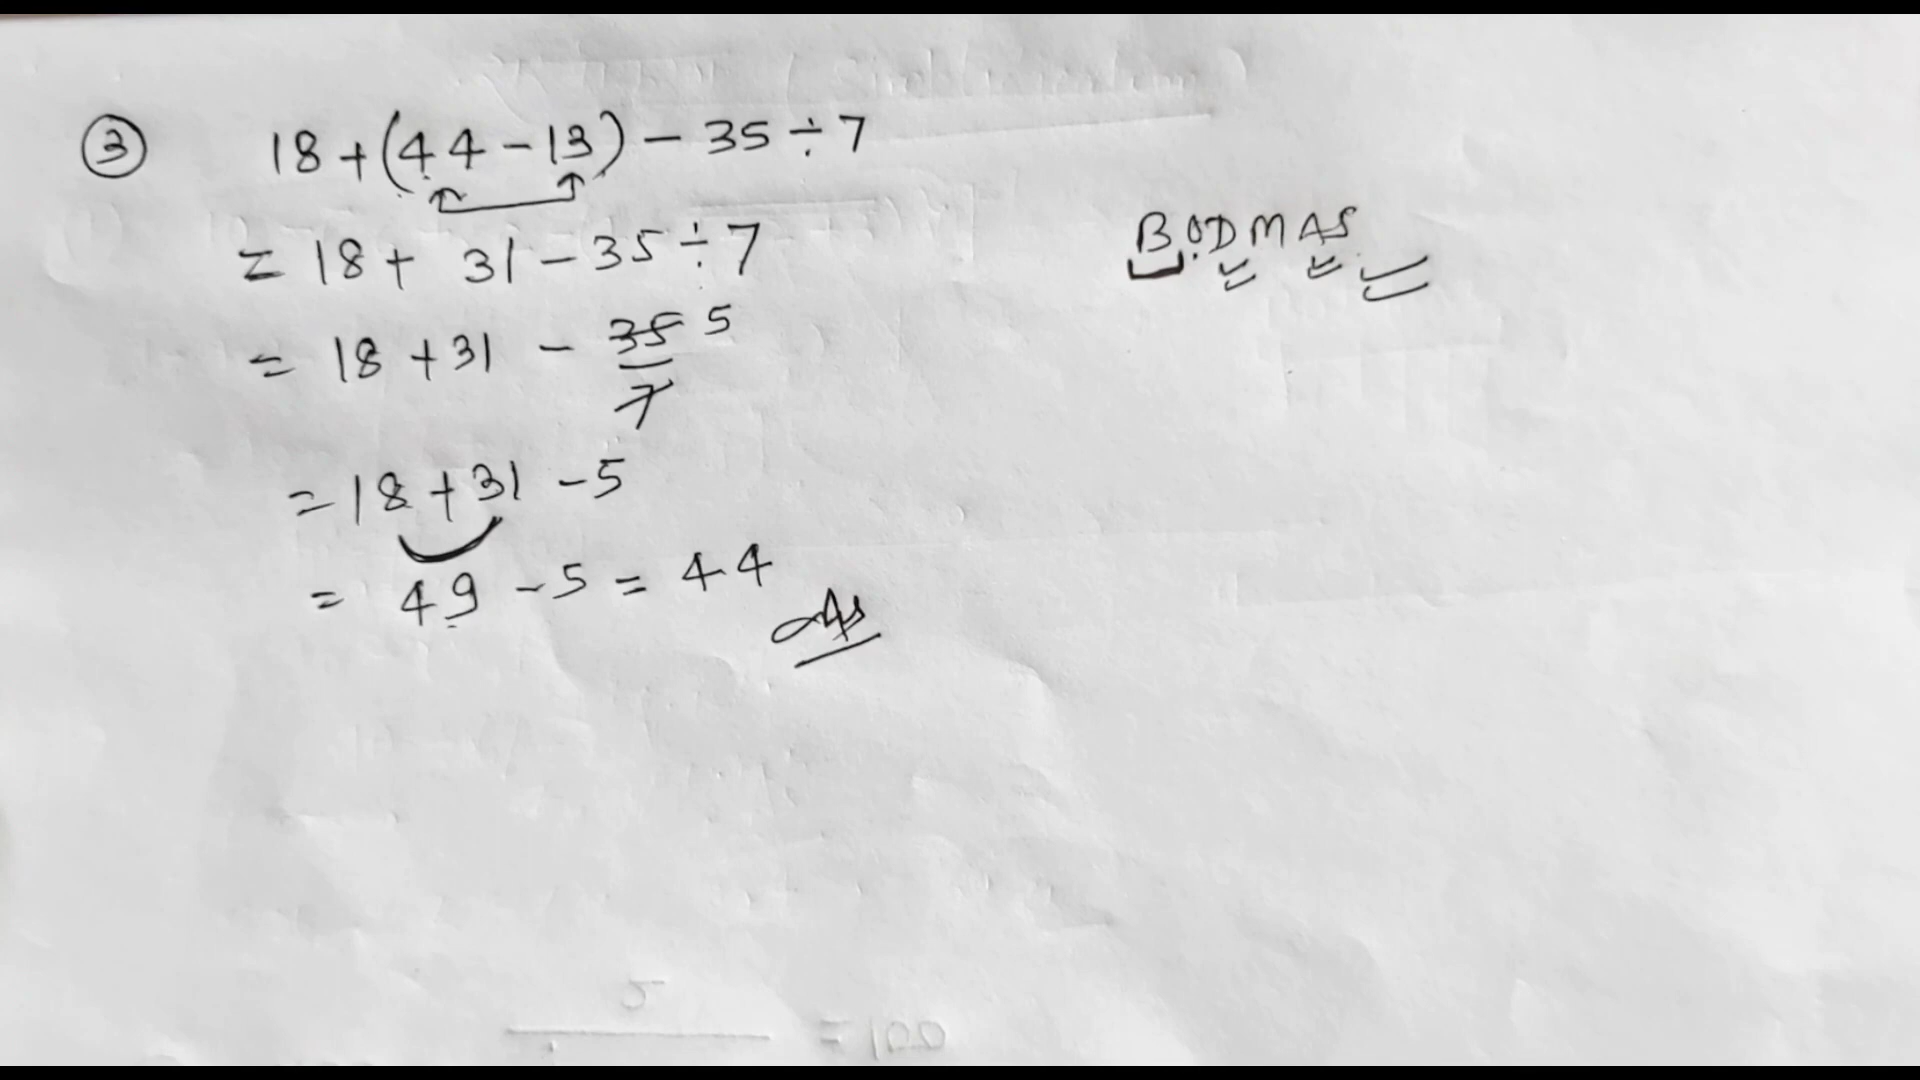 ③ 18 + (44 - 13) - 35 ÷ 7
= 18 + 31 - 35 ÷ 7
BODMAS
= 18 + 31 - 35/7 5
= 18 + 31 - 5
= 49 - 5 = 44
= 100